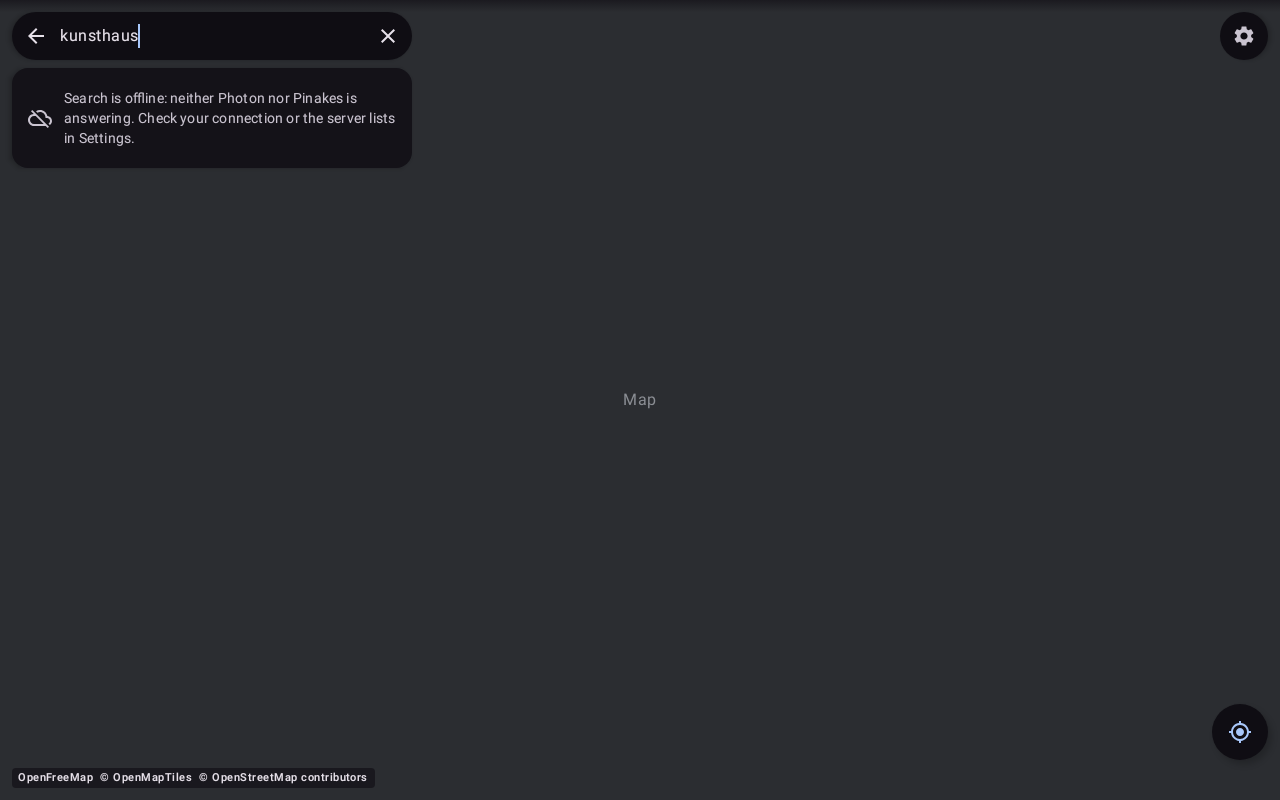 kunsthaus
Search is offline: neither Photon nor Pinakes is
answering. Check your connection or the server lists
in Settings.
Map
OpenFreeMap © OpenMapTiles © OpenStreetMap contributors